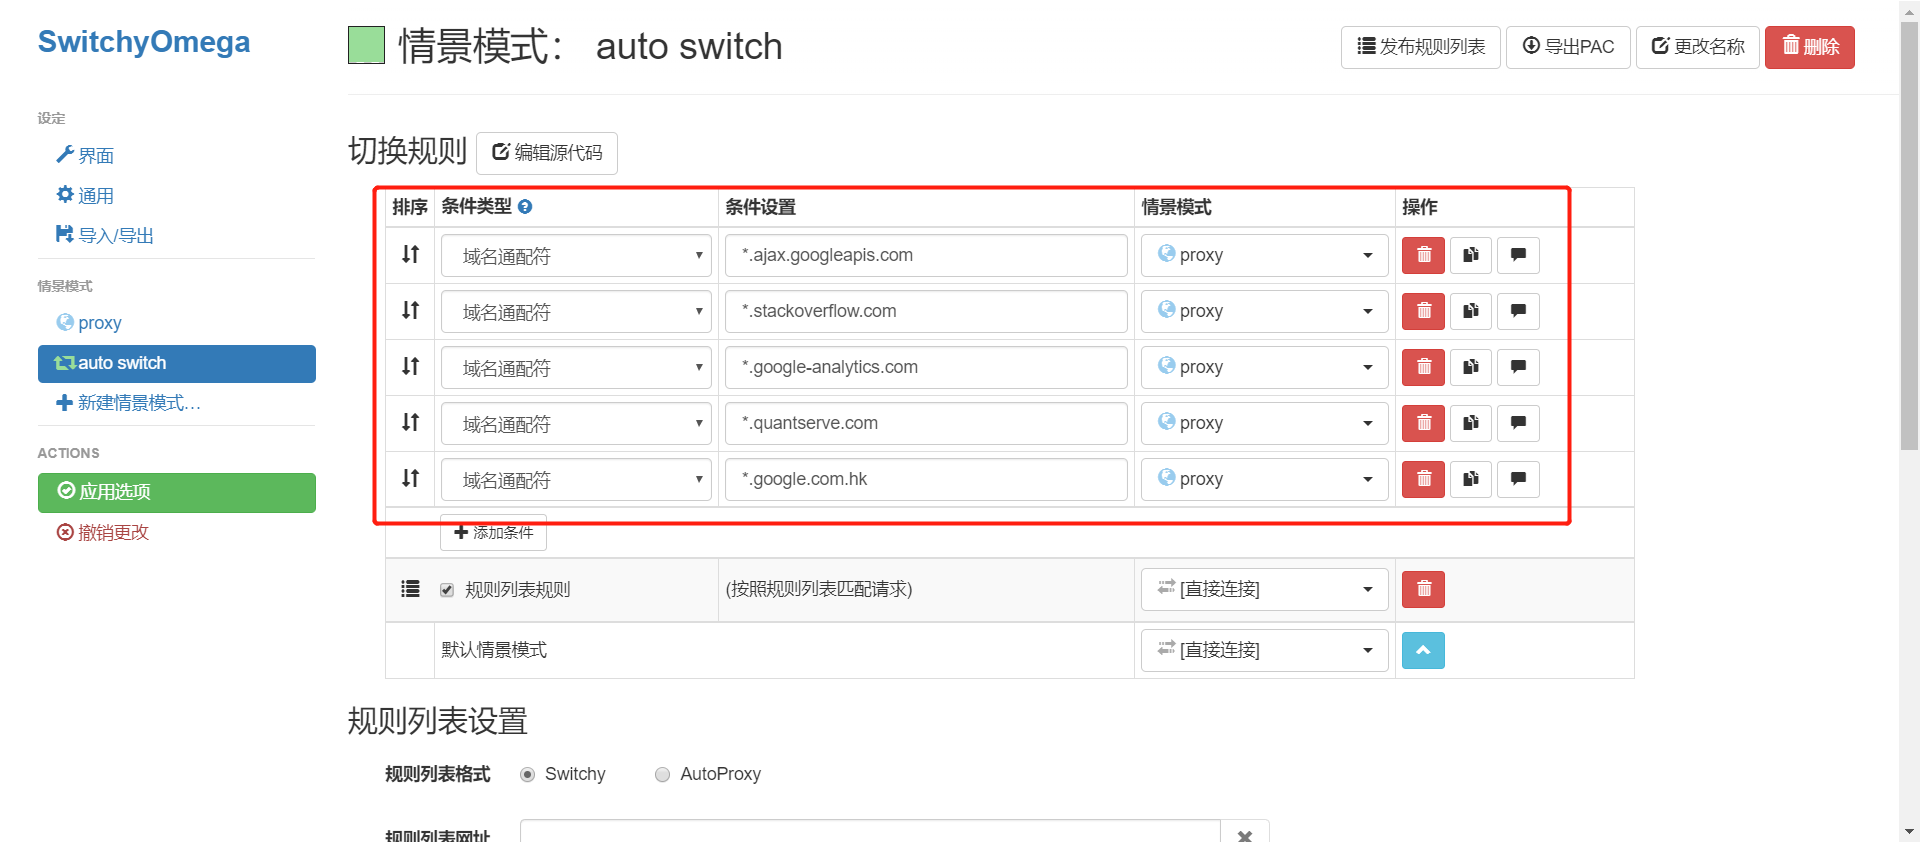 SwitchyOmega
设定
界面
通用
导入/导出
情景模式
proxy
auto switch
新建情景模式…
ACTIONS
应用选项
撤销更改
情景模式： auto switch
发布规则列表
导出PAC
更改名称
删除
切换规则
编辑源代码
排序 条件类型 条件设置 情景模式 操作
域名通配符 *.ajax.googleapis.com proxy
域名通配符 *.stackoverflow.com proxy
域名通配符 *.google-analytics.com proxy
域名通配符 *.quantserve.com proxy
域名通配符 *.google.com.hk proxy
添加条件
规则列表规则 (按照规则列表匹配请求) [直接连接]
默认情景模式 [直接连接]
规则列表设置
规则列表格式 Switchy AutoProxy
规则列表网址